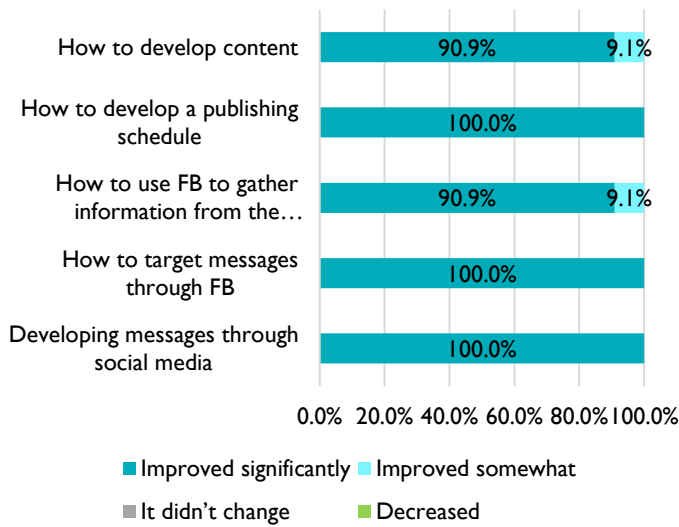 How to develop content
90.9%
9.1%
How to develop a publishing
schedule
100.0%
How to use FB to gather
information from the…
90.9%
9.1%
How to target messages
through FB
100.0%
Developing messages through
social media
100.0%
0.0% 20.0% 40.0% 60.0% 80.0% 100.0%
Improved significantly Improved somewhat
It didn’t change Decreased